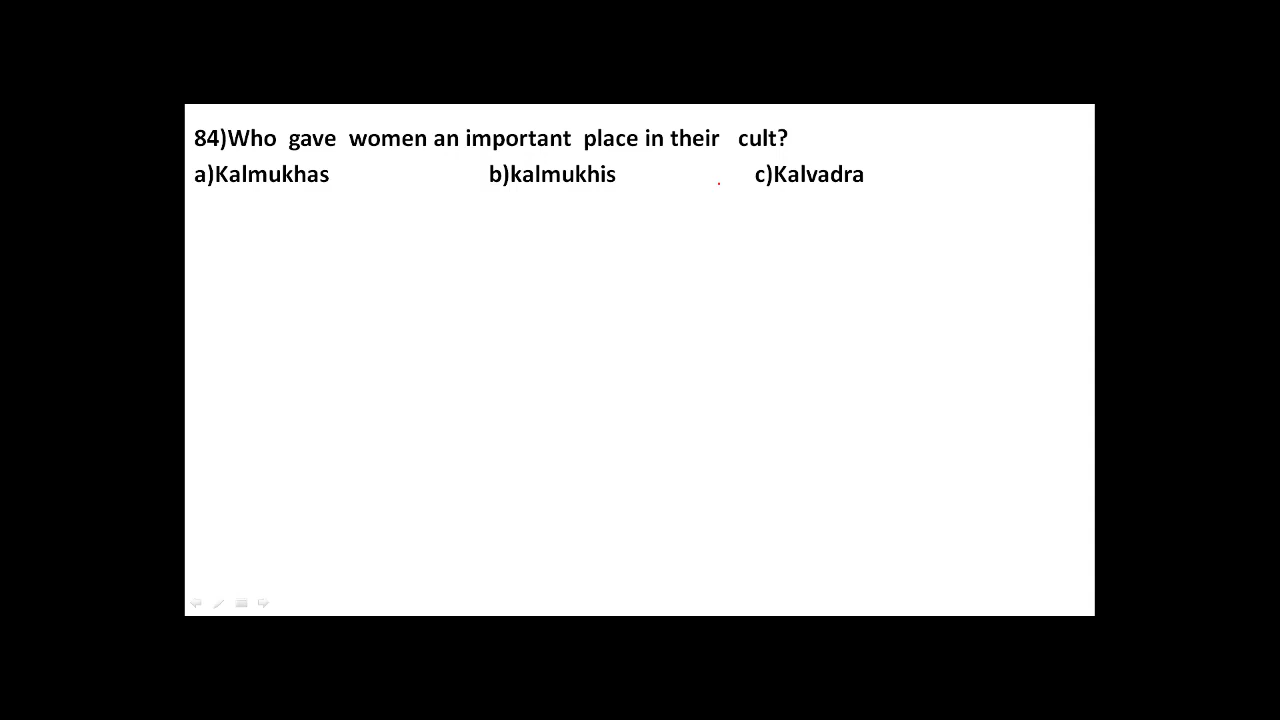 84)Who gave women an important place in their cult?
a)Kalmukhas b)kalmukhis c)Kalvadra